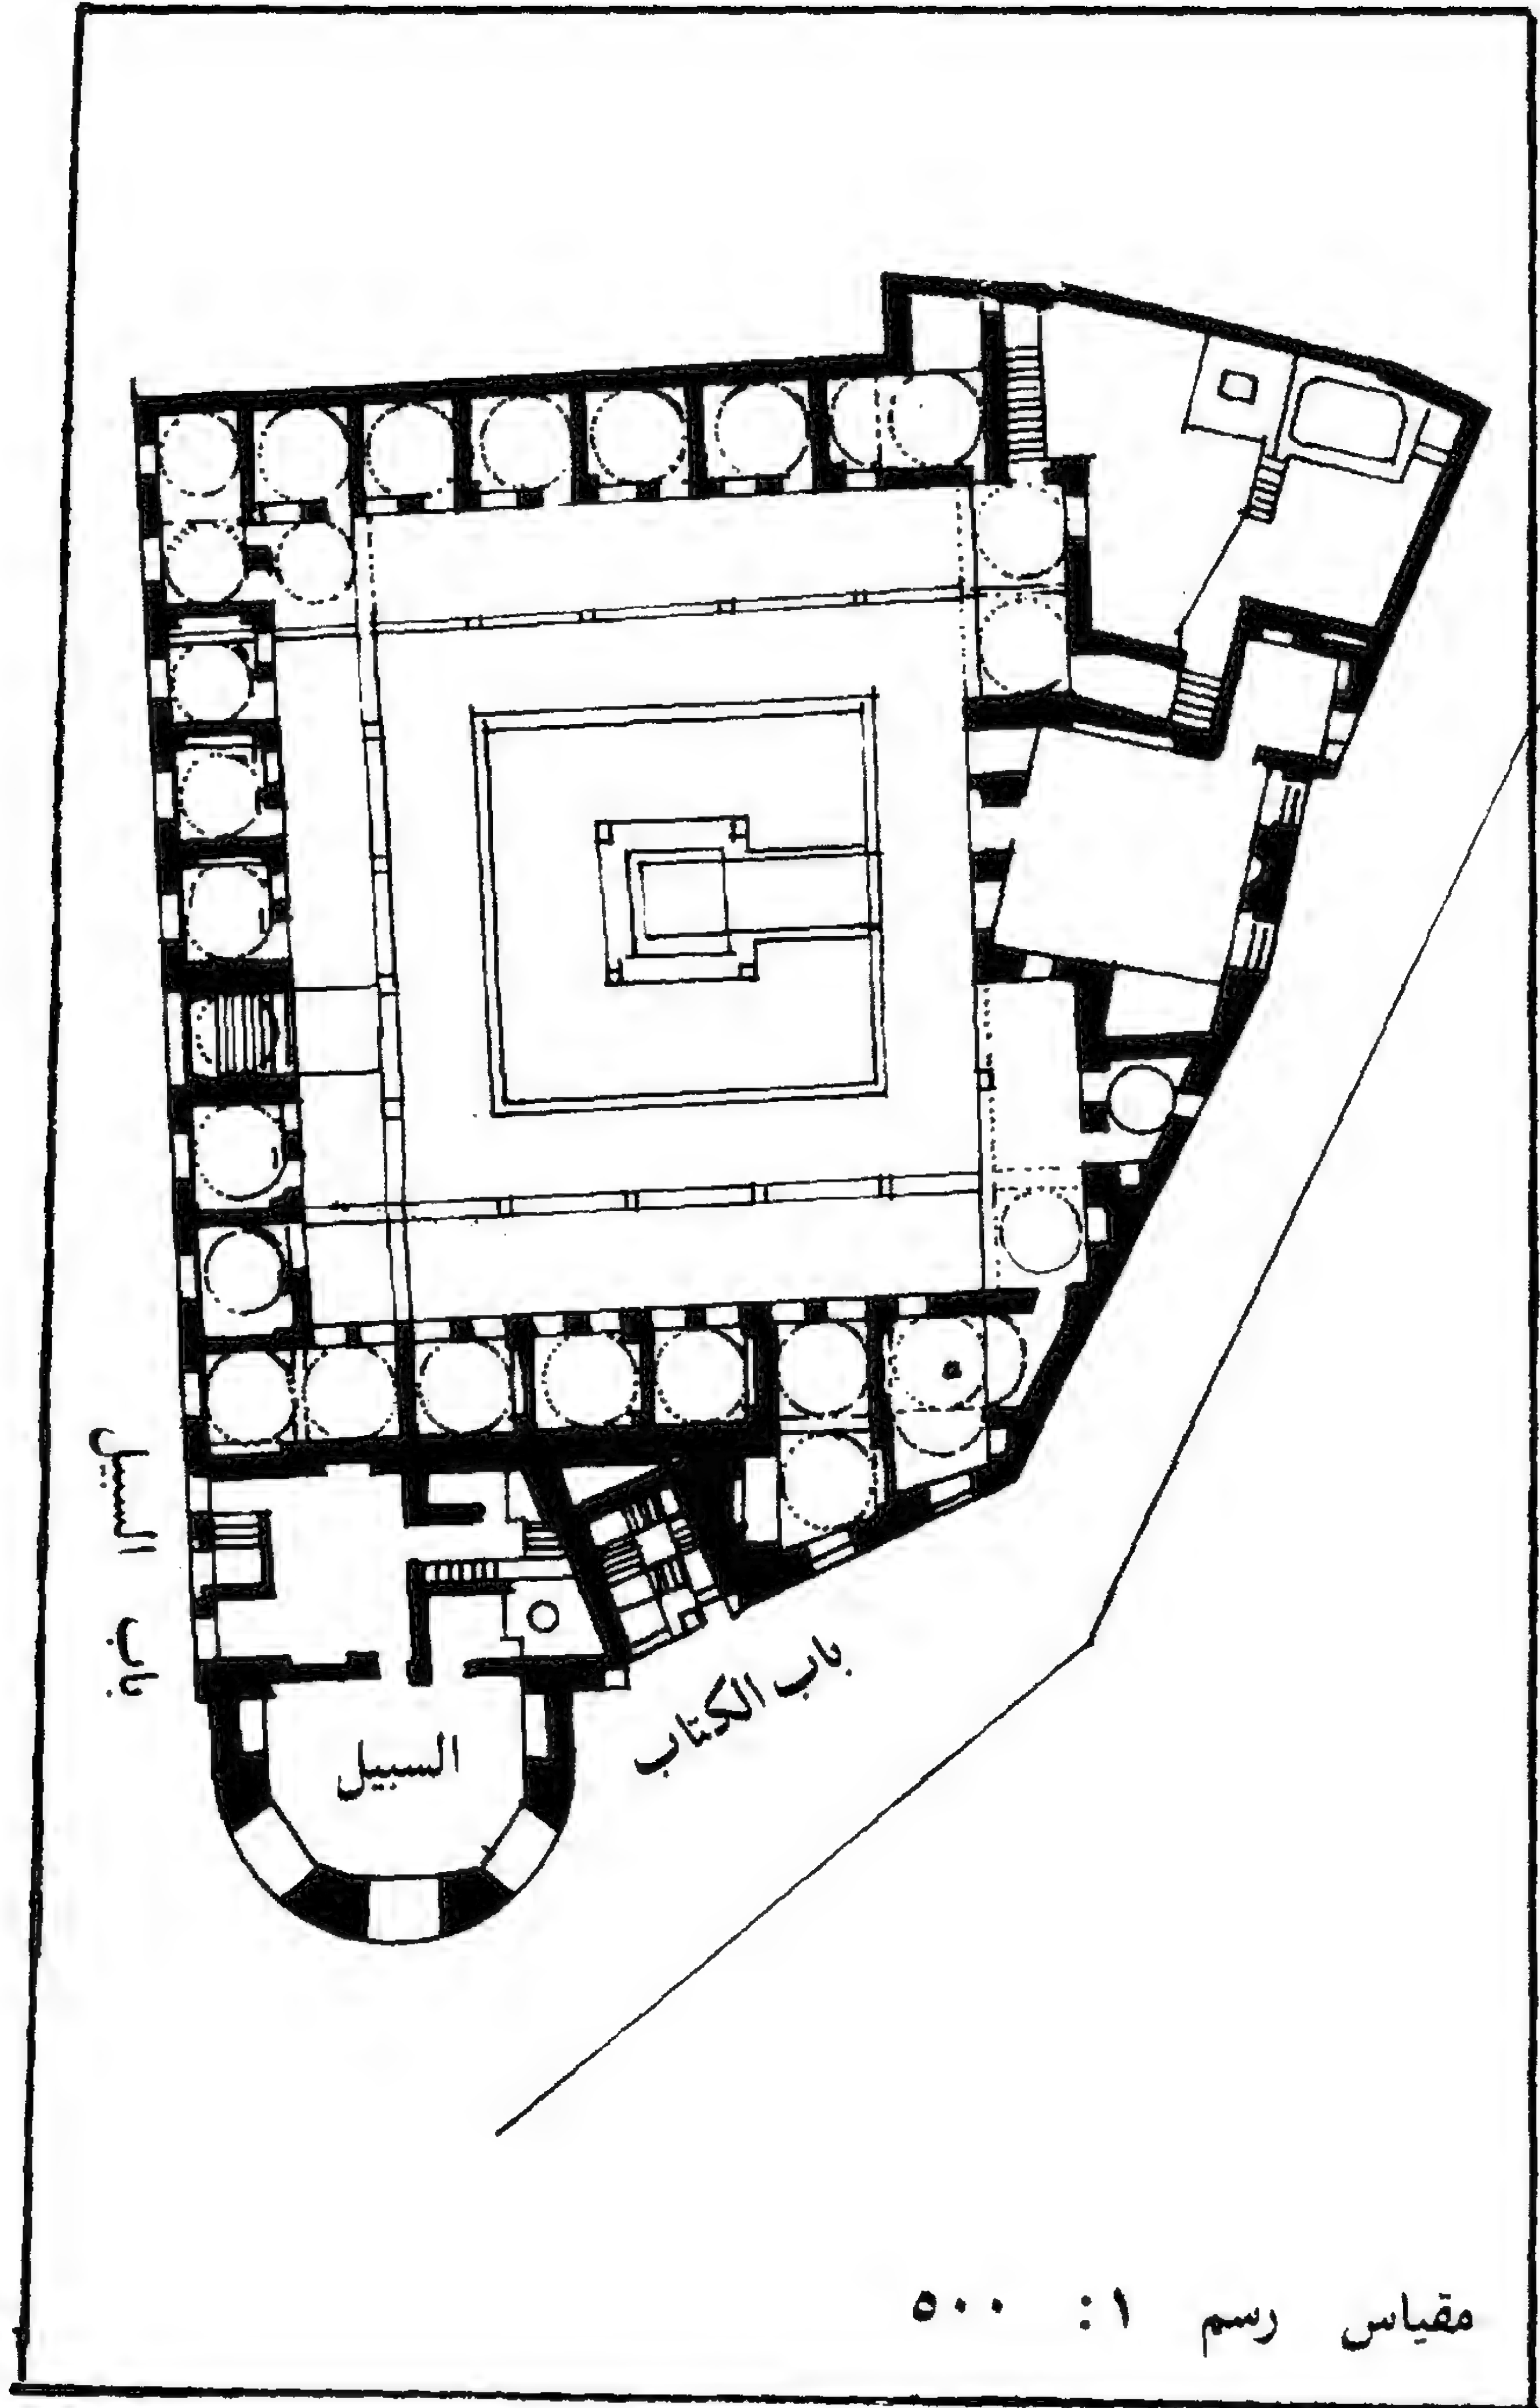 باب السبيل
باب الكتاب
السبيل
مقياس رسم ١: ٥٠٠